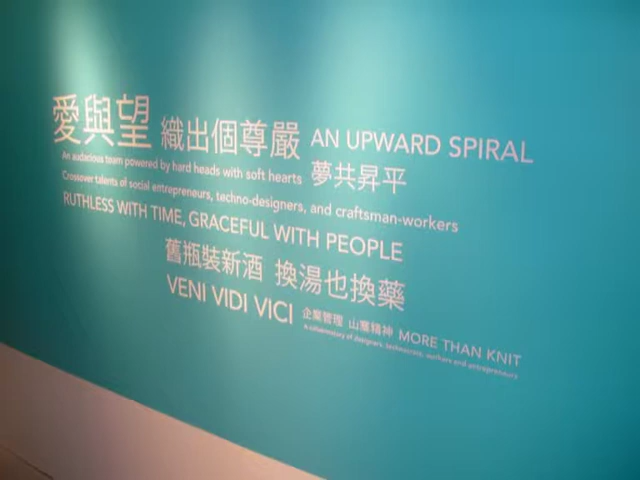 愛與望 織出個尊嚴 AN UPWARD SPIRAL
An audacious team powered by hard heads with soft hearts 夢共昇平
Crossover talents of social entrepreneurs, techno-designers, and craftsman-workers
RUTHLESS WITH TIME, GRACEFUL WITH PEOPLE
舊瓶裝新酒 換湯也換藥
VENI VIDI VICI 企業管理 山寨精神 MORE THAN KNIT
A collaboratory of designers, technocrats, workers and entrepreneurs